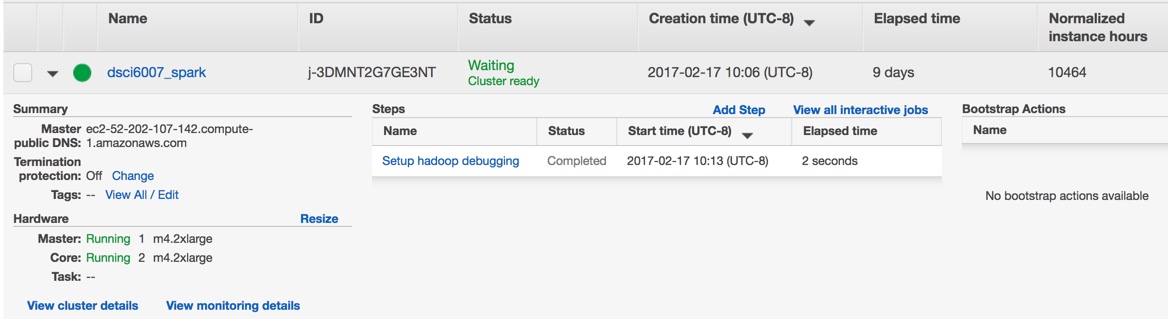 Name ID Status Creation time (UTC-8) Elapsed time Normalized instance hours
dsci6007_spark j-3DMNT2G7GE3NT Waiting 2017-02-17 10:06 (UTC-8) 9 days 10464
Cluster ready
Summary
Master public DNS: ec2-52-202-107-142.compute-1.amazonaws.com
Termination protection: Off Change
Tags: -- View All / Edit
Hardware Resize
Master: Running 1 m4.2xlarge
Core: Running 2 m4.2xlarge
Task: --
View cluster details View monitoring details
Steps Add Step View all interactive jobs
Name Status Start time (UTC-8) Elapsed time
Setup hadoop debugging Completed 2017-02-17 10:13 (UTC-8) 2 seconds
Bootstrap Actions
Name
No bootstrap actions available